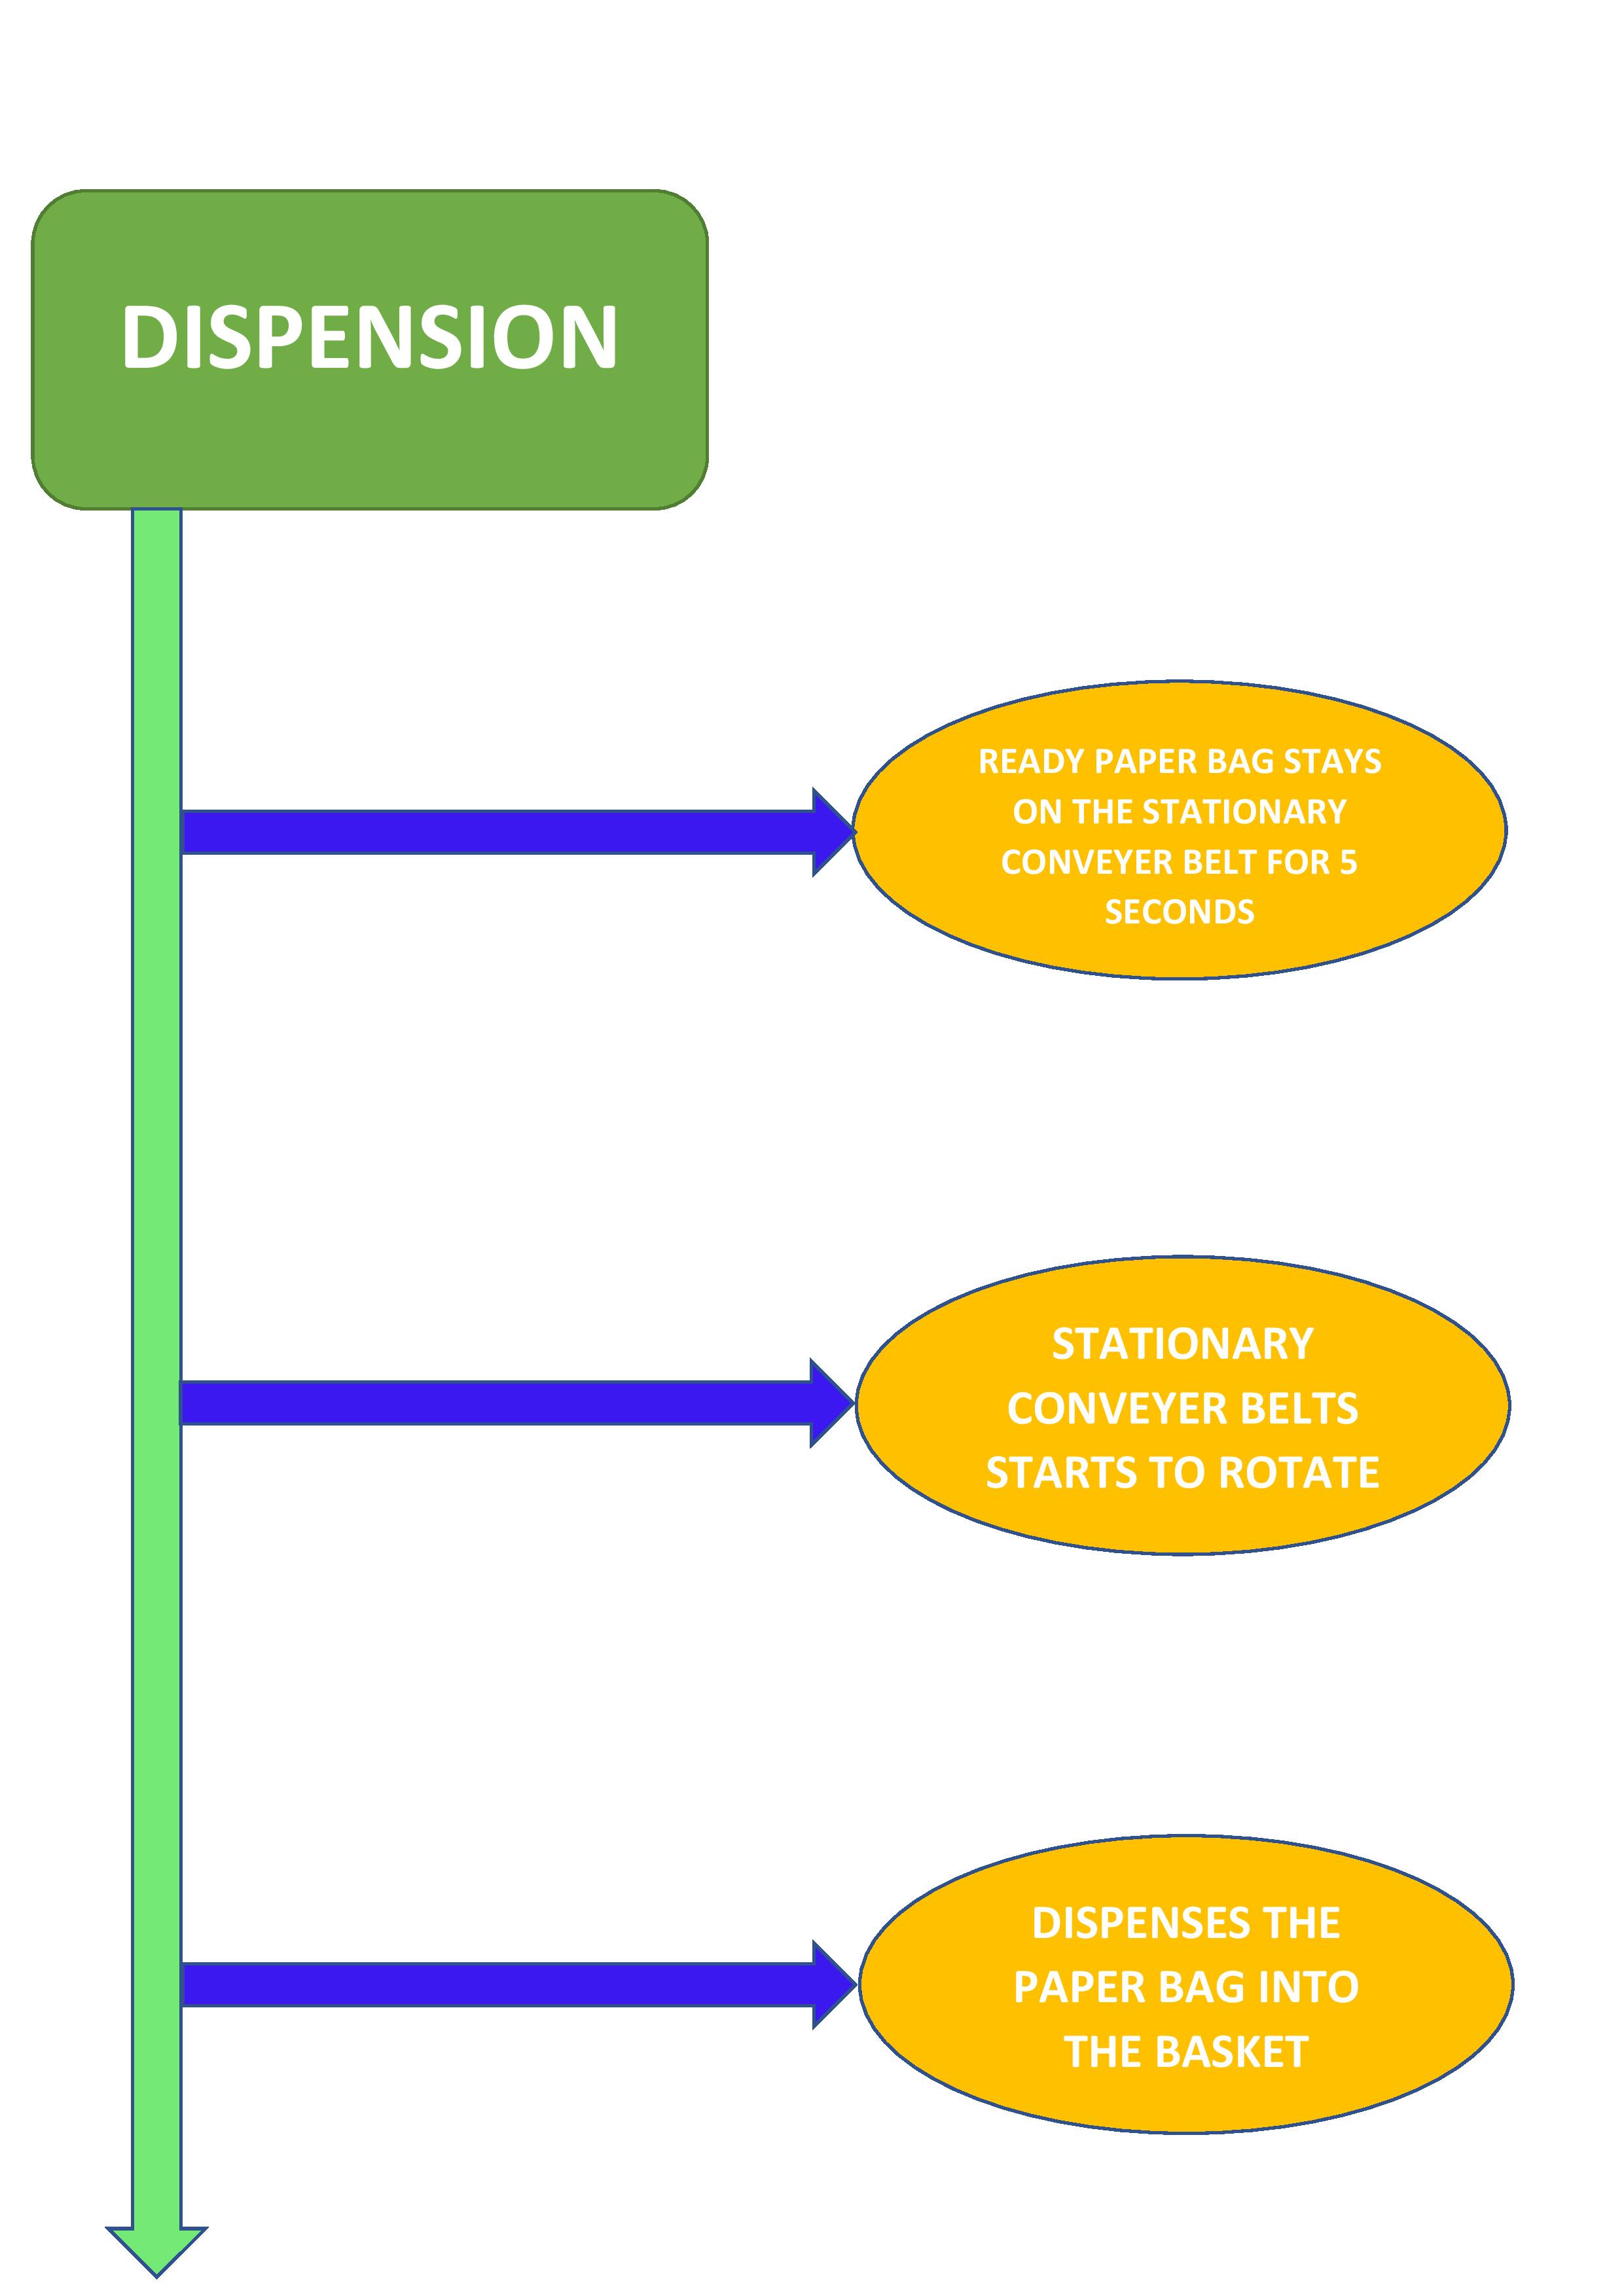 DISPENSION
READY PAPER BAG STAYS
ON THE STATIONARY
CONVEYER BELT FOR 5
SECONDS
STATIONARY
CONVEYER BELTS
STARTS TO ROTATE
DISPENSES THE
PAPER BAG INTO
THE BASKET